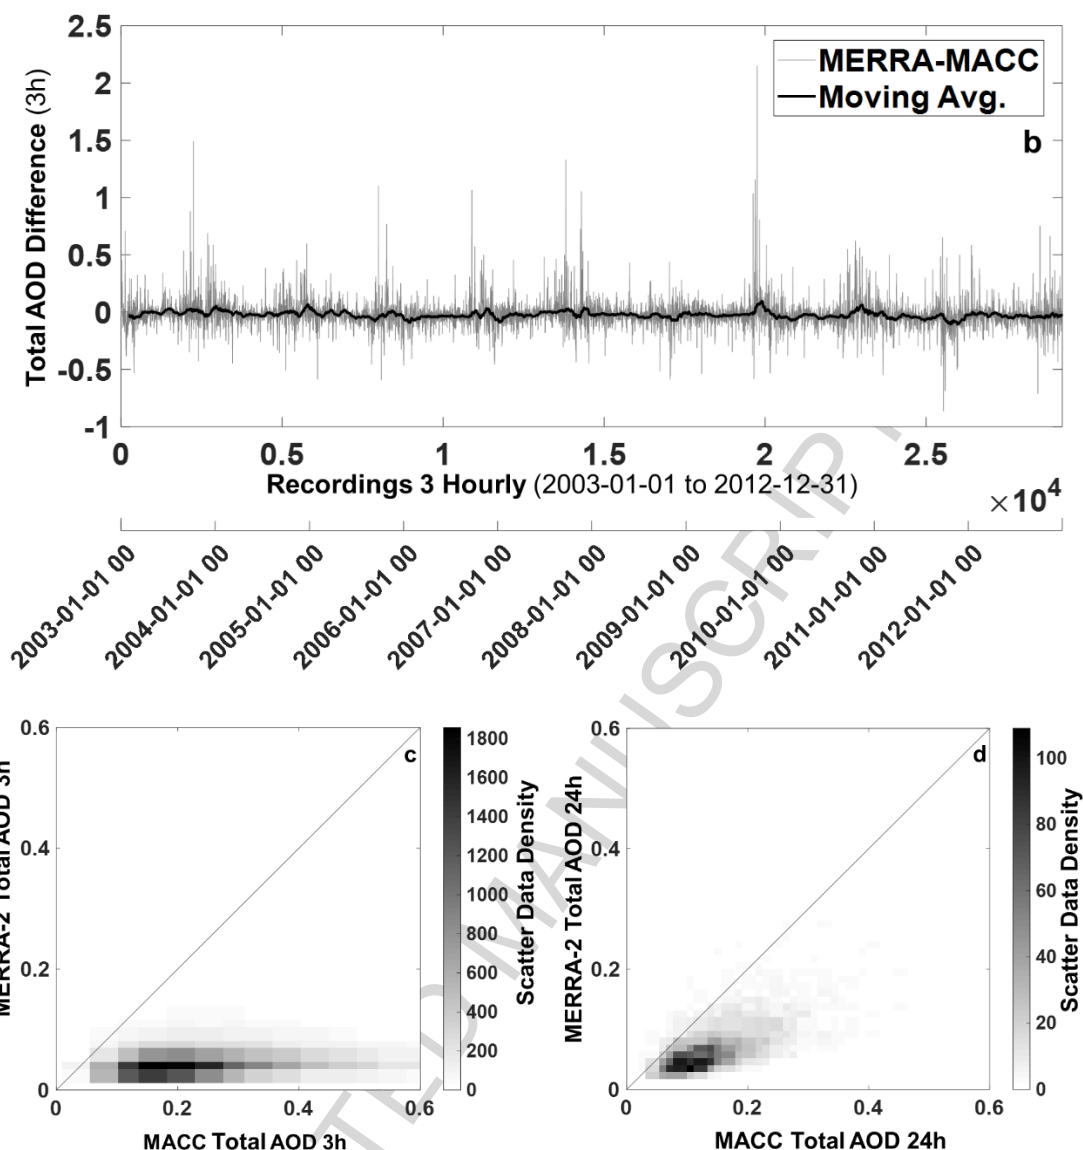 2.5
2
1.5
1
0.5
0
-0.5
-1
Total AOD Difference (3h)
MERRA-MACC
Moving Avg.
b
0 0.5 1 1.5 2 2.5
Recordings 3 Hourly (2003-01-01 to 2012-12-31)
×10⁴
2003-01-01 00
2004-01-01 00
2005-01-01 00
2006-01-01 00
2007-01-01 00
2008-01-01 00
2009-01-01 00
2010-01-01 00
2011-01-01 00
2012-01-01 00
0.6
0.4
0.2
0
MERRA-2 Total AOD 3h
c
0 0.2 0.4 0.6
MACC Total AOD 3h
1800
1600
1400
1200
1000
800
600
400
200
0
Scatter Data Density
0.6
0.4
0.2
0
MERRA-2 Total AOD 24h
d
0 0.2 0.4 0.6
MACC Total AOD 24h
100
80
60
40
20
0
Scatter Data Density
TED MANUSCRIPT